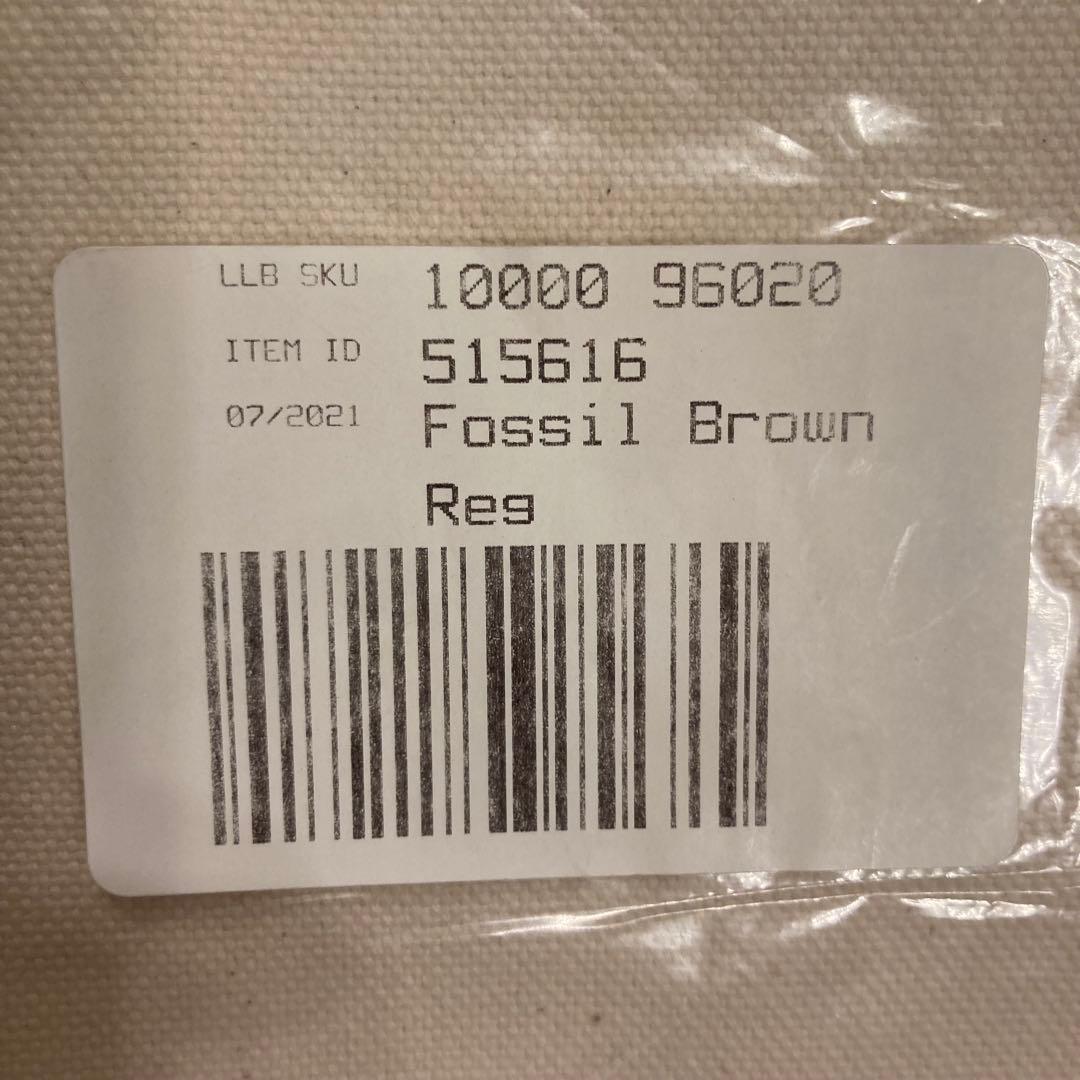 LLB SKU 10000 96020
ITEM ID 515616
07/2021 Fossil Brown
Reg